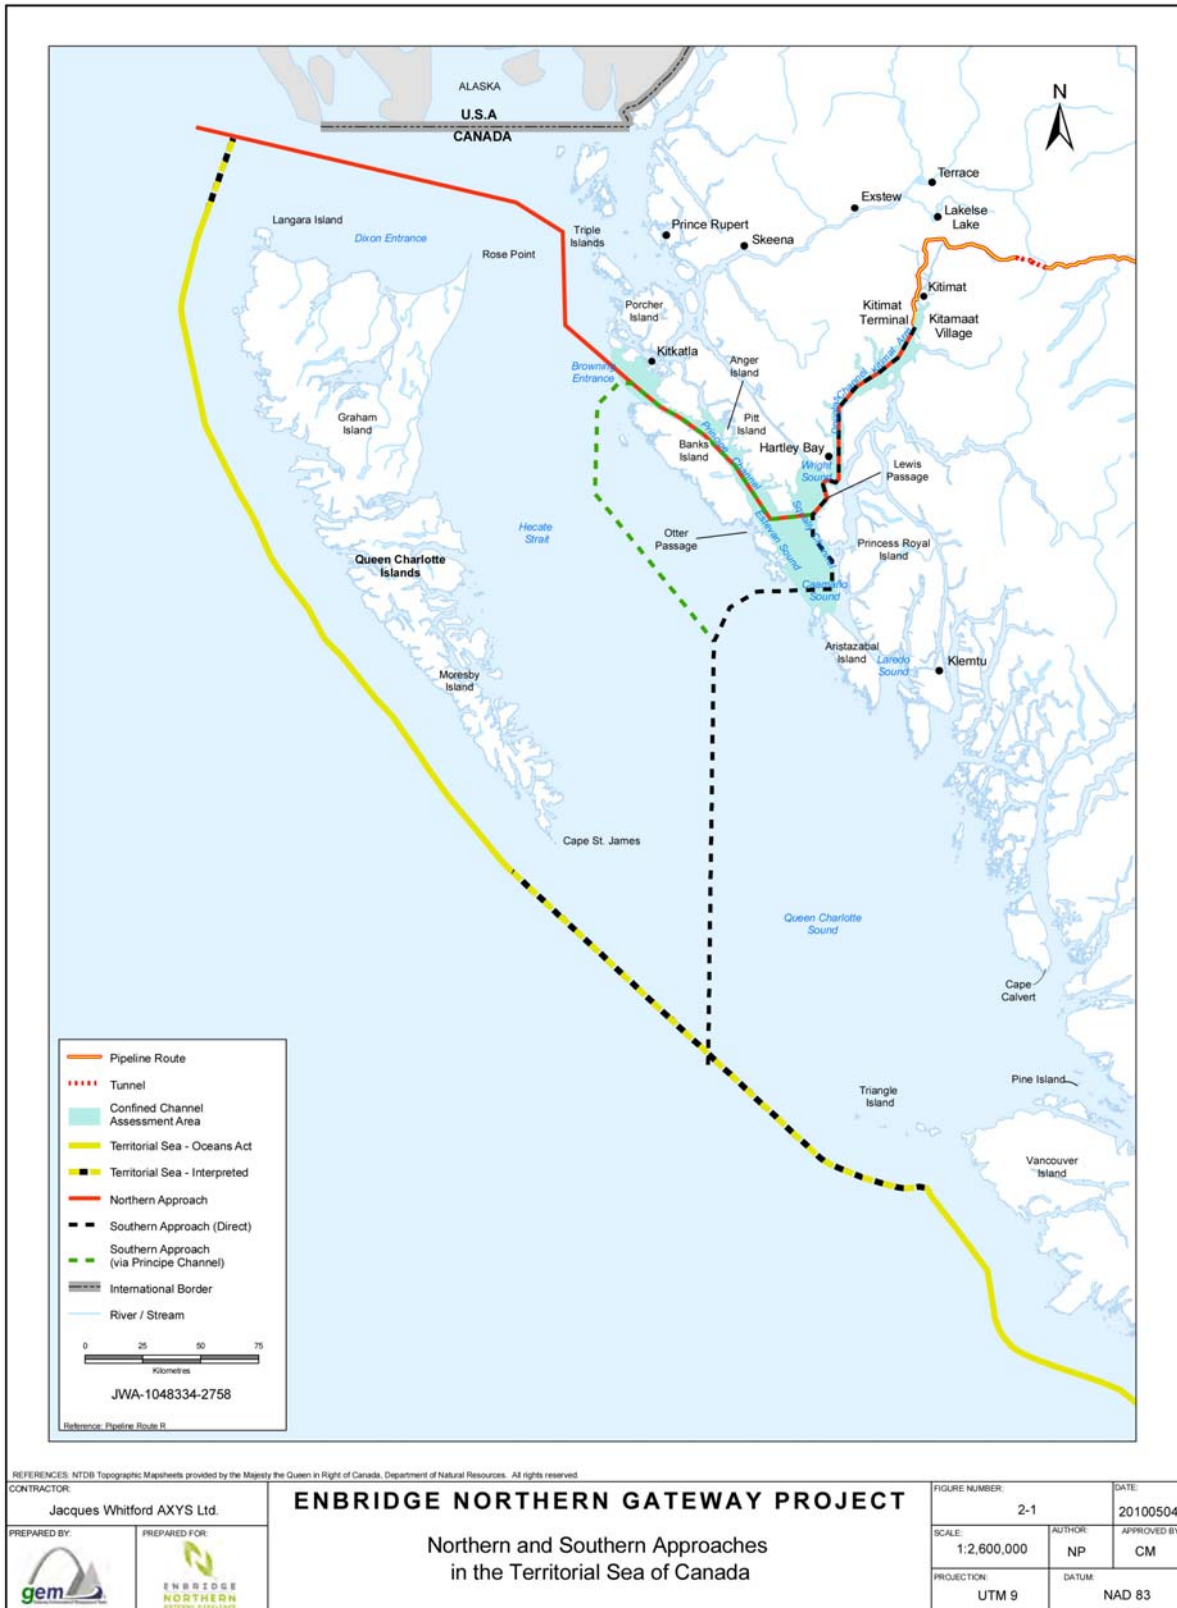 ALASKA
U.S.A
CANADA
N
Terrace
Exstew
Lakelse
Lake
Langara Island
Dixon Entrance
Triple
Islands
Prince Rupert
Skeena
Rose Point
Kitimat
Porcher
Island
Kitimat
Terminal
Kitamaat
Village
Kitkatla
Kitimat Arm
Browning
Entrance
Anger
Island
Channel
Graham
Island
Pitt
Island
Principe Channel
Banks
Island
Hartley Bay
Wright
Sound
Lewis
Passage
Hecate
Strait
Otter
Passage
Estevan Sound
Princess Royal
Island
Queen Charlotte
Islands
Caamaño
Sound
Aristazabal
Island
Laredo
Sound
Klemtu
Moresby
Island
Cape St. James
Queen Charlotte
Sound
Cape
Calvert
Pine Island
Triangle
Island
Vancouver
Island
Pipeline Route
Tunnel
Confined Channel
Assessment Area
Territorial Sea - Oceans Act
Territorial Sea - Interpreted
Northern Approach
Southern Approach (Direct)
Southern Approach
(via Principe Channel)
International Border
River / Stream
0 25 50 75
Kilometres
JWA-1048334-2758
Reference: Pipeline Route R
REFERENCES: NTDB Topographic Mapsheets provided by the Majesty the Queen in Right of Canada, Department of Natural Resources. All rights reserved.
CONTRACTOR:
Jacques Whitford AXYS Ltd.
PREPARED BY:
gem
PREPARED FOR:
ENBRIDGE
NORTHERN
ENBRIDGE NORTHERN GATEWAY PROJECT
Northern and Southern Approaches
in the Territorial Sea of Canada
FIGURE NUMBER:
2-1
DATE:
20100504
SCALE:
1:2,600,000
AUTHOR:
NP
APPROVED BY
CM
PROJECTION:
UTM 9
DATUM:
NAD 83